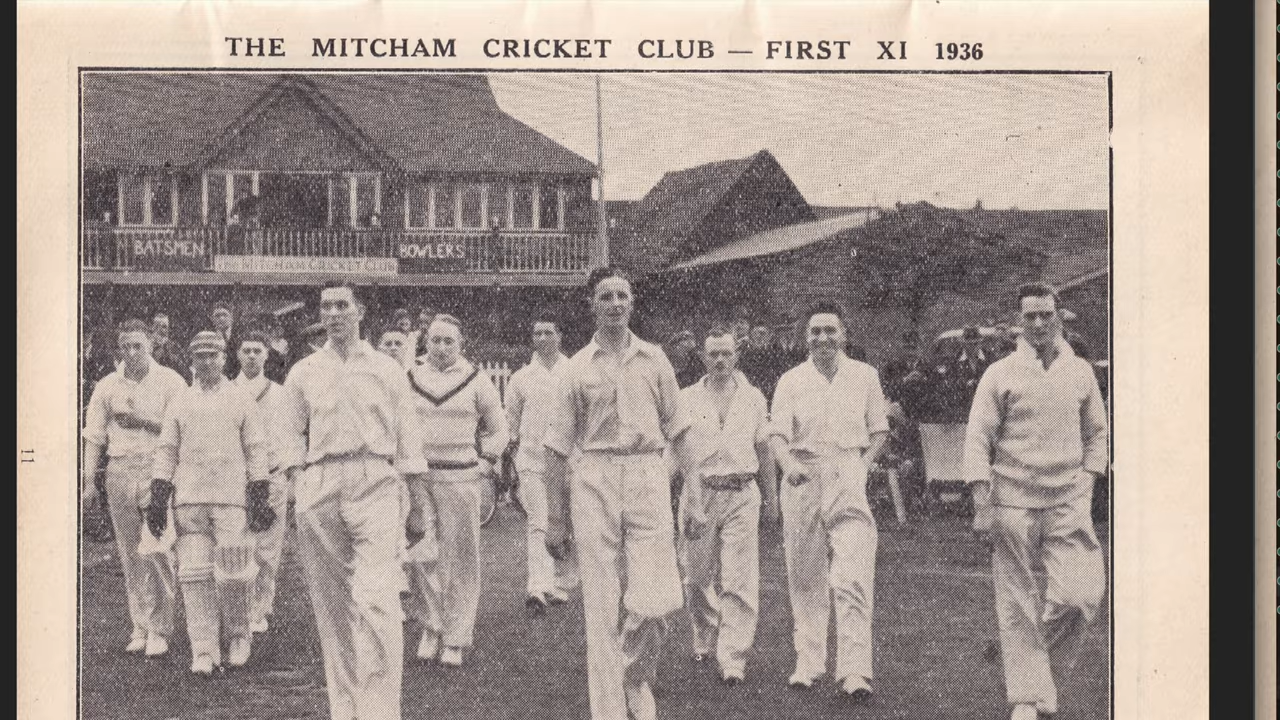 THE MITCHAM CRICKET CLUB — FIRST XI 1936
BATSMEN
BOWLERS
MITCHAM CRICKET CLUB
11